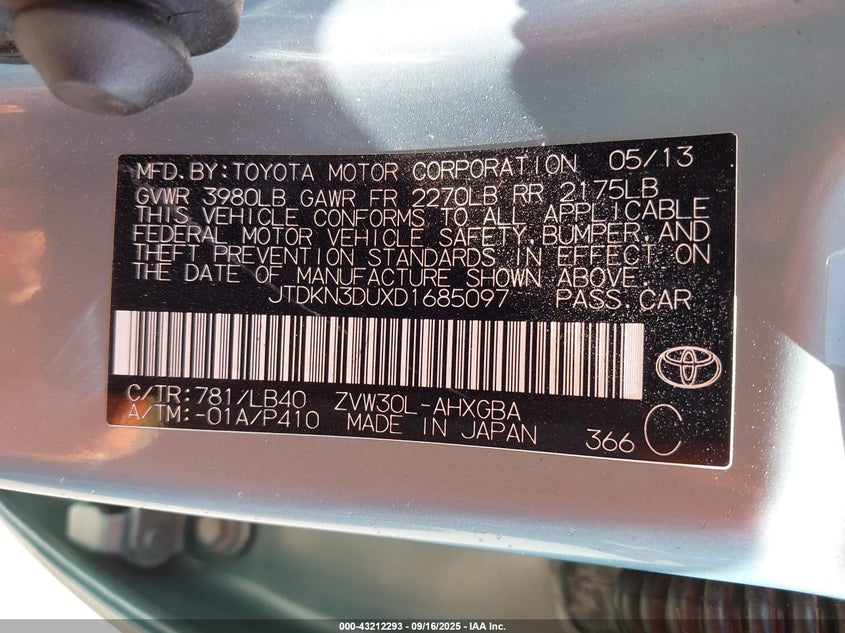 MFD.BY:TOYOTA MOTOR CORPORATION 05/13
GVWR 3980LB GAWR FR 2270LB RR 2175LB
THIS VEHICLE CONFORMS TO ALL APPLICABLE
FEDERAL MOTOR VEHICLE SAFETY,BUMPER,AND
THEFT PREVENTION STANDARDS IN EFFECT ON
THE DATE OF MANUFACTURE SHOWN ABOVE.
JTDKN3DUXD1685097 PASS.CAR
C/TR:781/LB40 ZVW30L-AHXGBA
A/TM:-01A/P410 MADE IN JAPAN 366 C
000-43212293 - 09/16/2025 - IAA Inc.